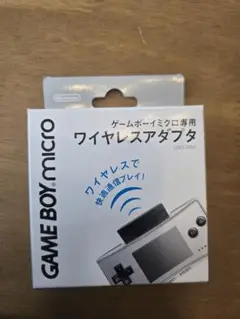 Nintendo
ゲームボーイミクロ専用
ワイヤレスアダプタ
ワイヤレスで
快適通信プレイ!
GAME BOY micro